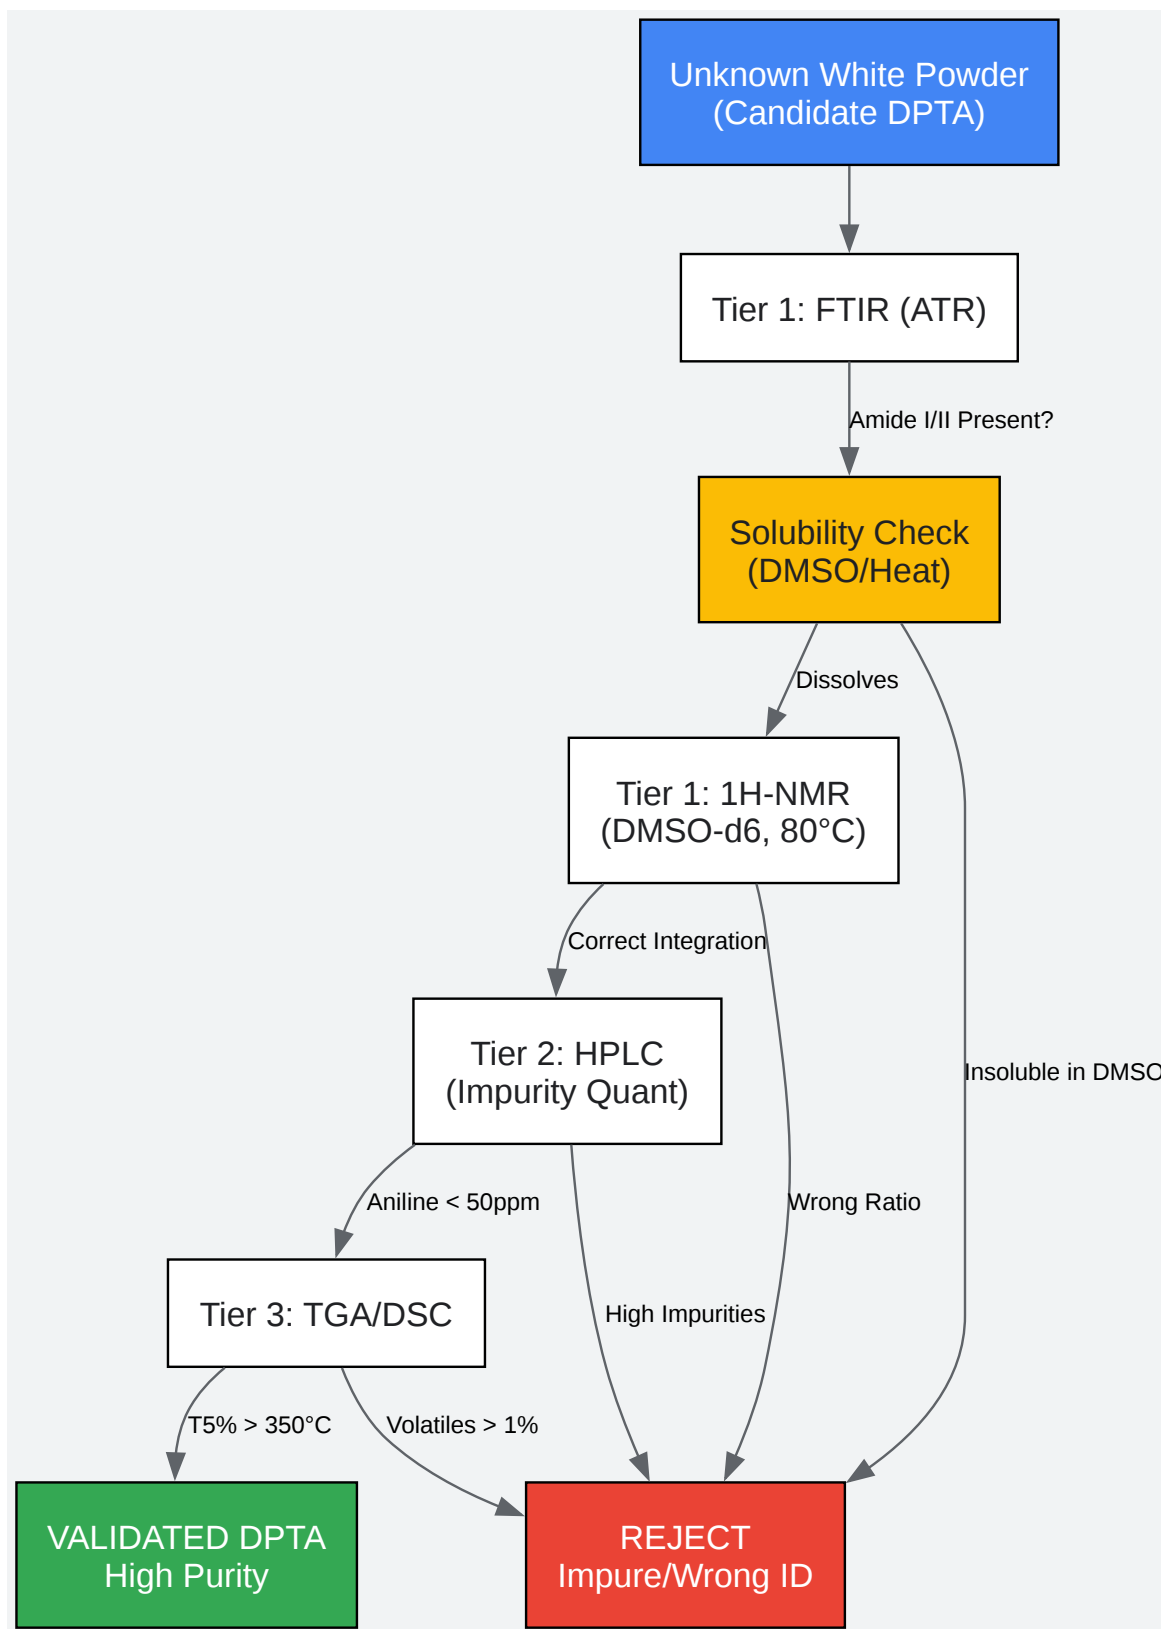 Unknown White Powder
(Candidate DPTA)
Tier 1: FTIR (ATR)
Amide I/II Present?
Solubility Check
(DMSO/Heat)
Dissolves
Tier 1: 1H-NMR
(DMSO-d6, 80°C)
Correct Integration
Tier 2: HPLC
(Impurity Quant)
Insoluble in DMSO
Aniline < 50ppm
Wrong Ratio
Tier 3: TGA/DSC
High Impurities
T5% > 350°C
Volatiles > 1%
VALIDATED DPTA
High Purity
REJECT
Impure/Wrong ID